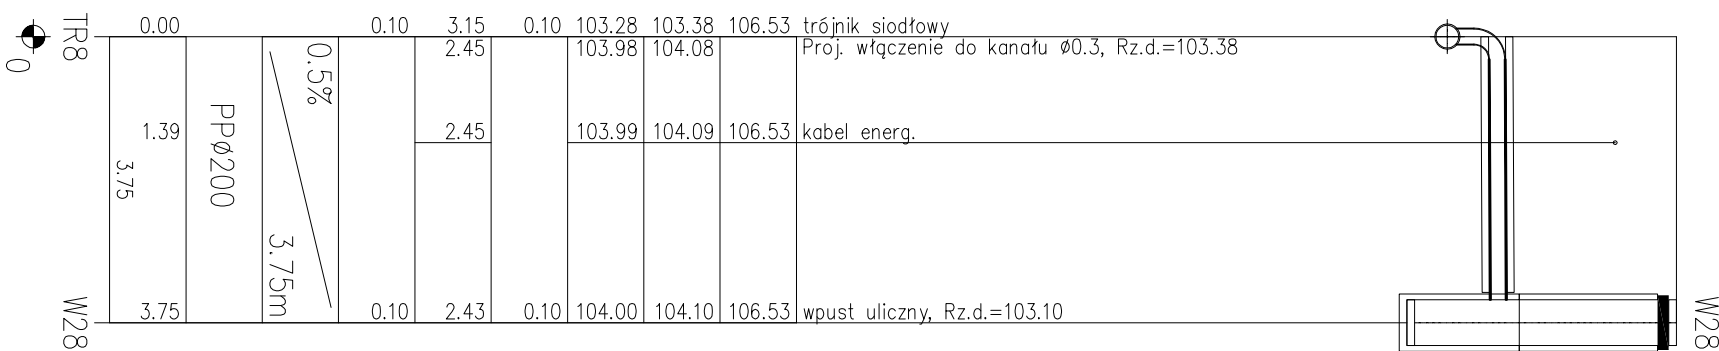 TR8
0
0.00 0.10 3.15 0.10 103.28 103.38 106.53 trójnik siodłowy
2.45 103.98 104.08 Proj. włączenie do kanału ø0.3, Rz.d.=103.38
0.5%
1.39 2.45 103.99 104.09 106.53 kabel energ.
3.75
PPø200
3.75m
W28
3.75 0.10 2.43 0.10 104.00 104.10 106.53 wpust uliczny, Rz.d.=103.10
W28